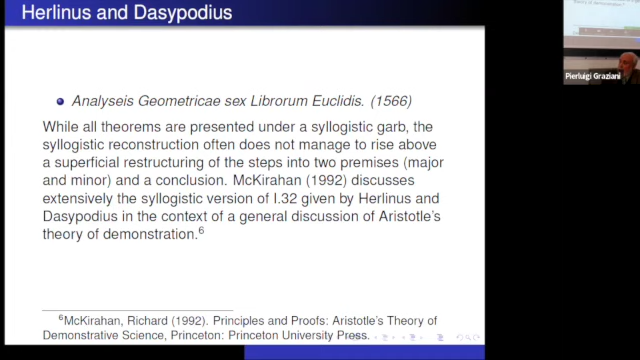 Herlinus and Dasypodius
Analyseis Geometricae sex Librorum Euclidis. (1566)
While all theorems are presented under a syllogistic garb, the
syllogistic reconstruction often does not manage to rise above
a superficial restructuring of the steps into two premises (major
and minor) and a conclusion. McKirahan (1992) discusses
extensively the syllogistic version of I.32 given by Herlinus and
Dasypodius in the context of a general discussion of Aristotle's
theory of demonstration.⁶
⁶McKirahan, Richard (1992). Principles and Proofs: Aristotle's Theory of
Demonstrative Science, Princeton: Princeton University Press.
theory of demonstration.⁶
Pierluigi Graziani